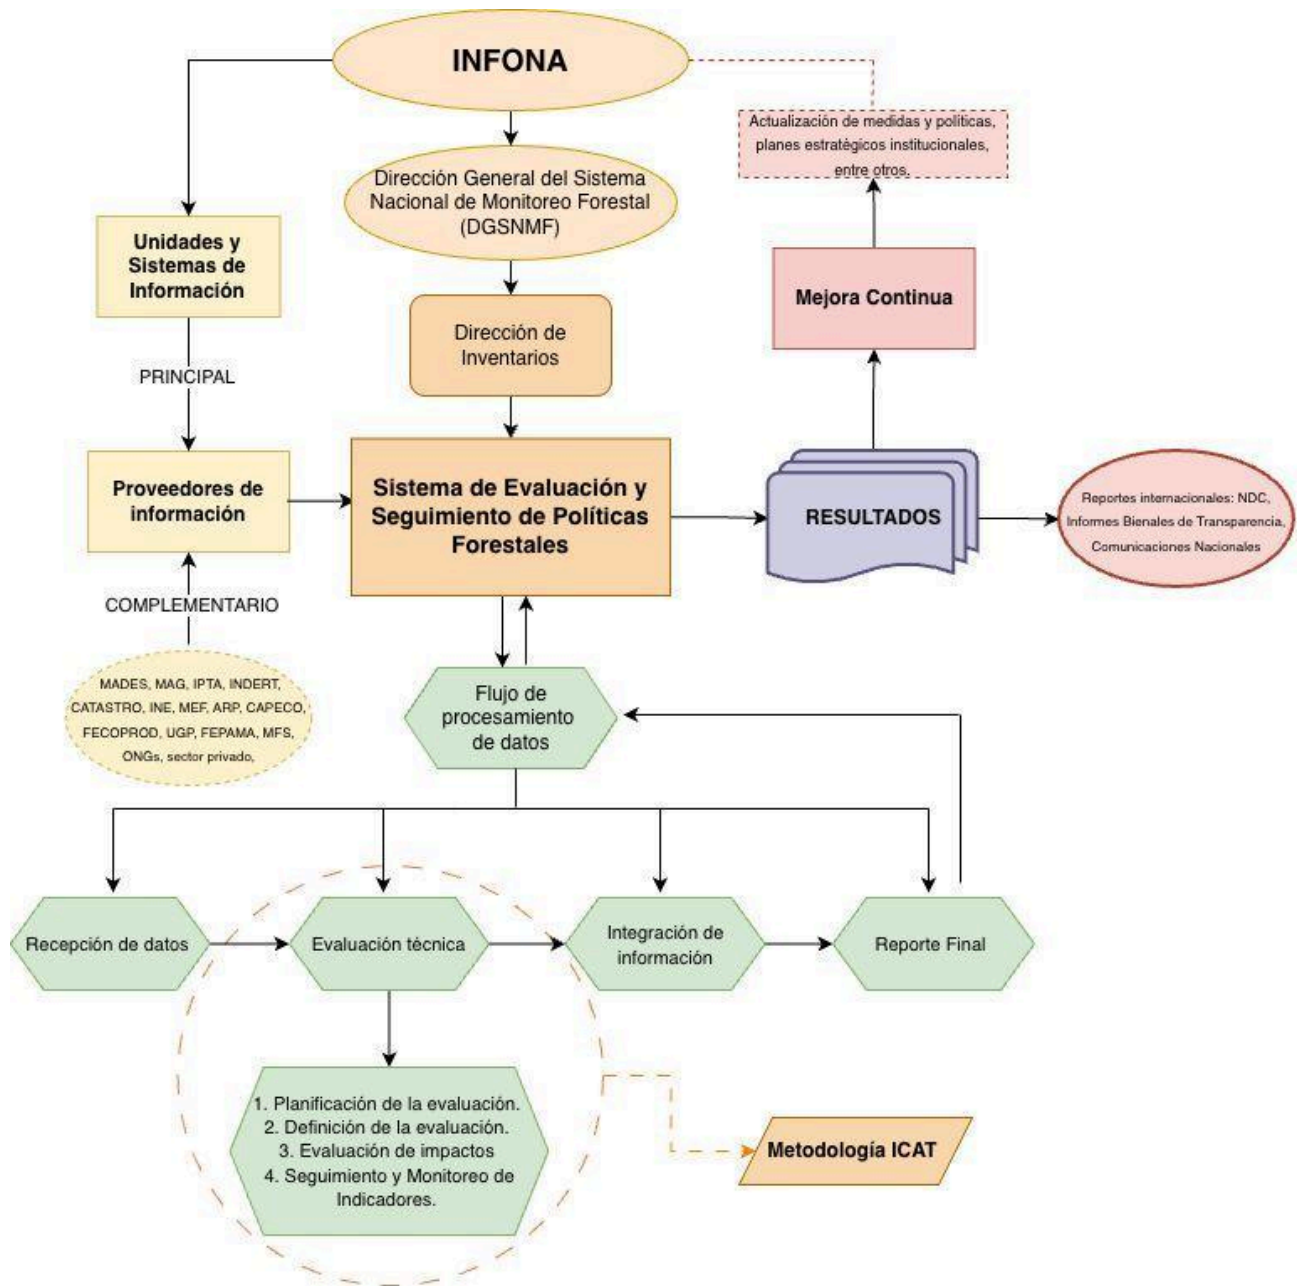 INFONA
Actualización de medidas y políticas,
planes estratégicos institucionales,
entre otros.
Dirección General del Sistema
Nacional de Monitoreo Forestal
(DGSNMF)
Unidades y
Sistemas de
Información
Mejora Continua
Dirección de
Inventarios
PRINCIPAL
Proveedores de
información
Sistema de Evaluación y
Seguimiento de Políticas
Forestales
RESULTADOS
Reportes internacionales: NDC,
Informes Bienales de Transparencia,
Comunicaciones Nacionales
COMPLEMENTARIO
MADES, MAG, IPTA, INDERT,
CATASTRO, INE, MEF, ARP, CAPECO,
FECOPROD, UGP, FEPAMA, MFS,
ONGs, sector privado,
Flujo de
procesamiento
de datos
Recepción de datos
Evaluación técnica
Integración de
información
Reporte Final
1. Planificación de la evaluación.
2. Definición de la evaluación.
3. Evaluación de impactos
4. Seguimiento y Monitoreo de
Indicadores.
Metodología ICAT